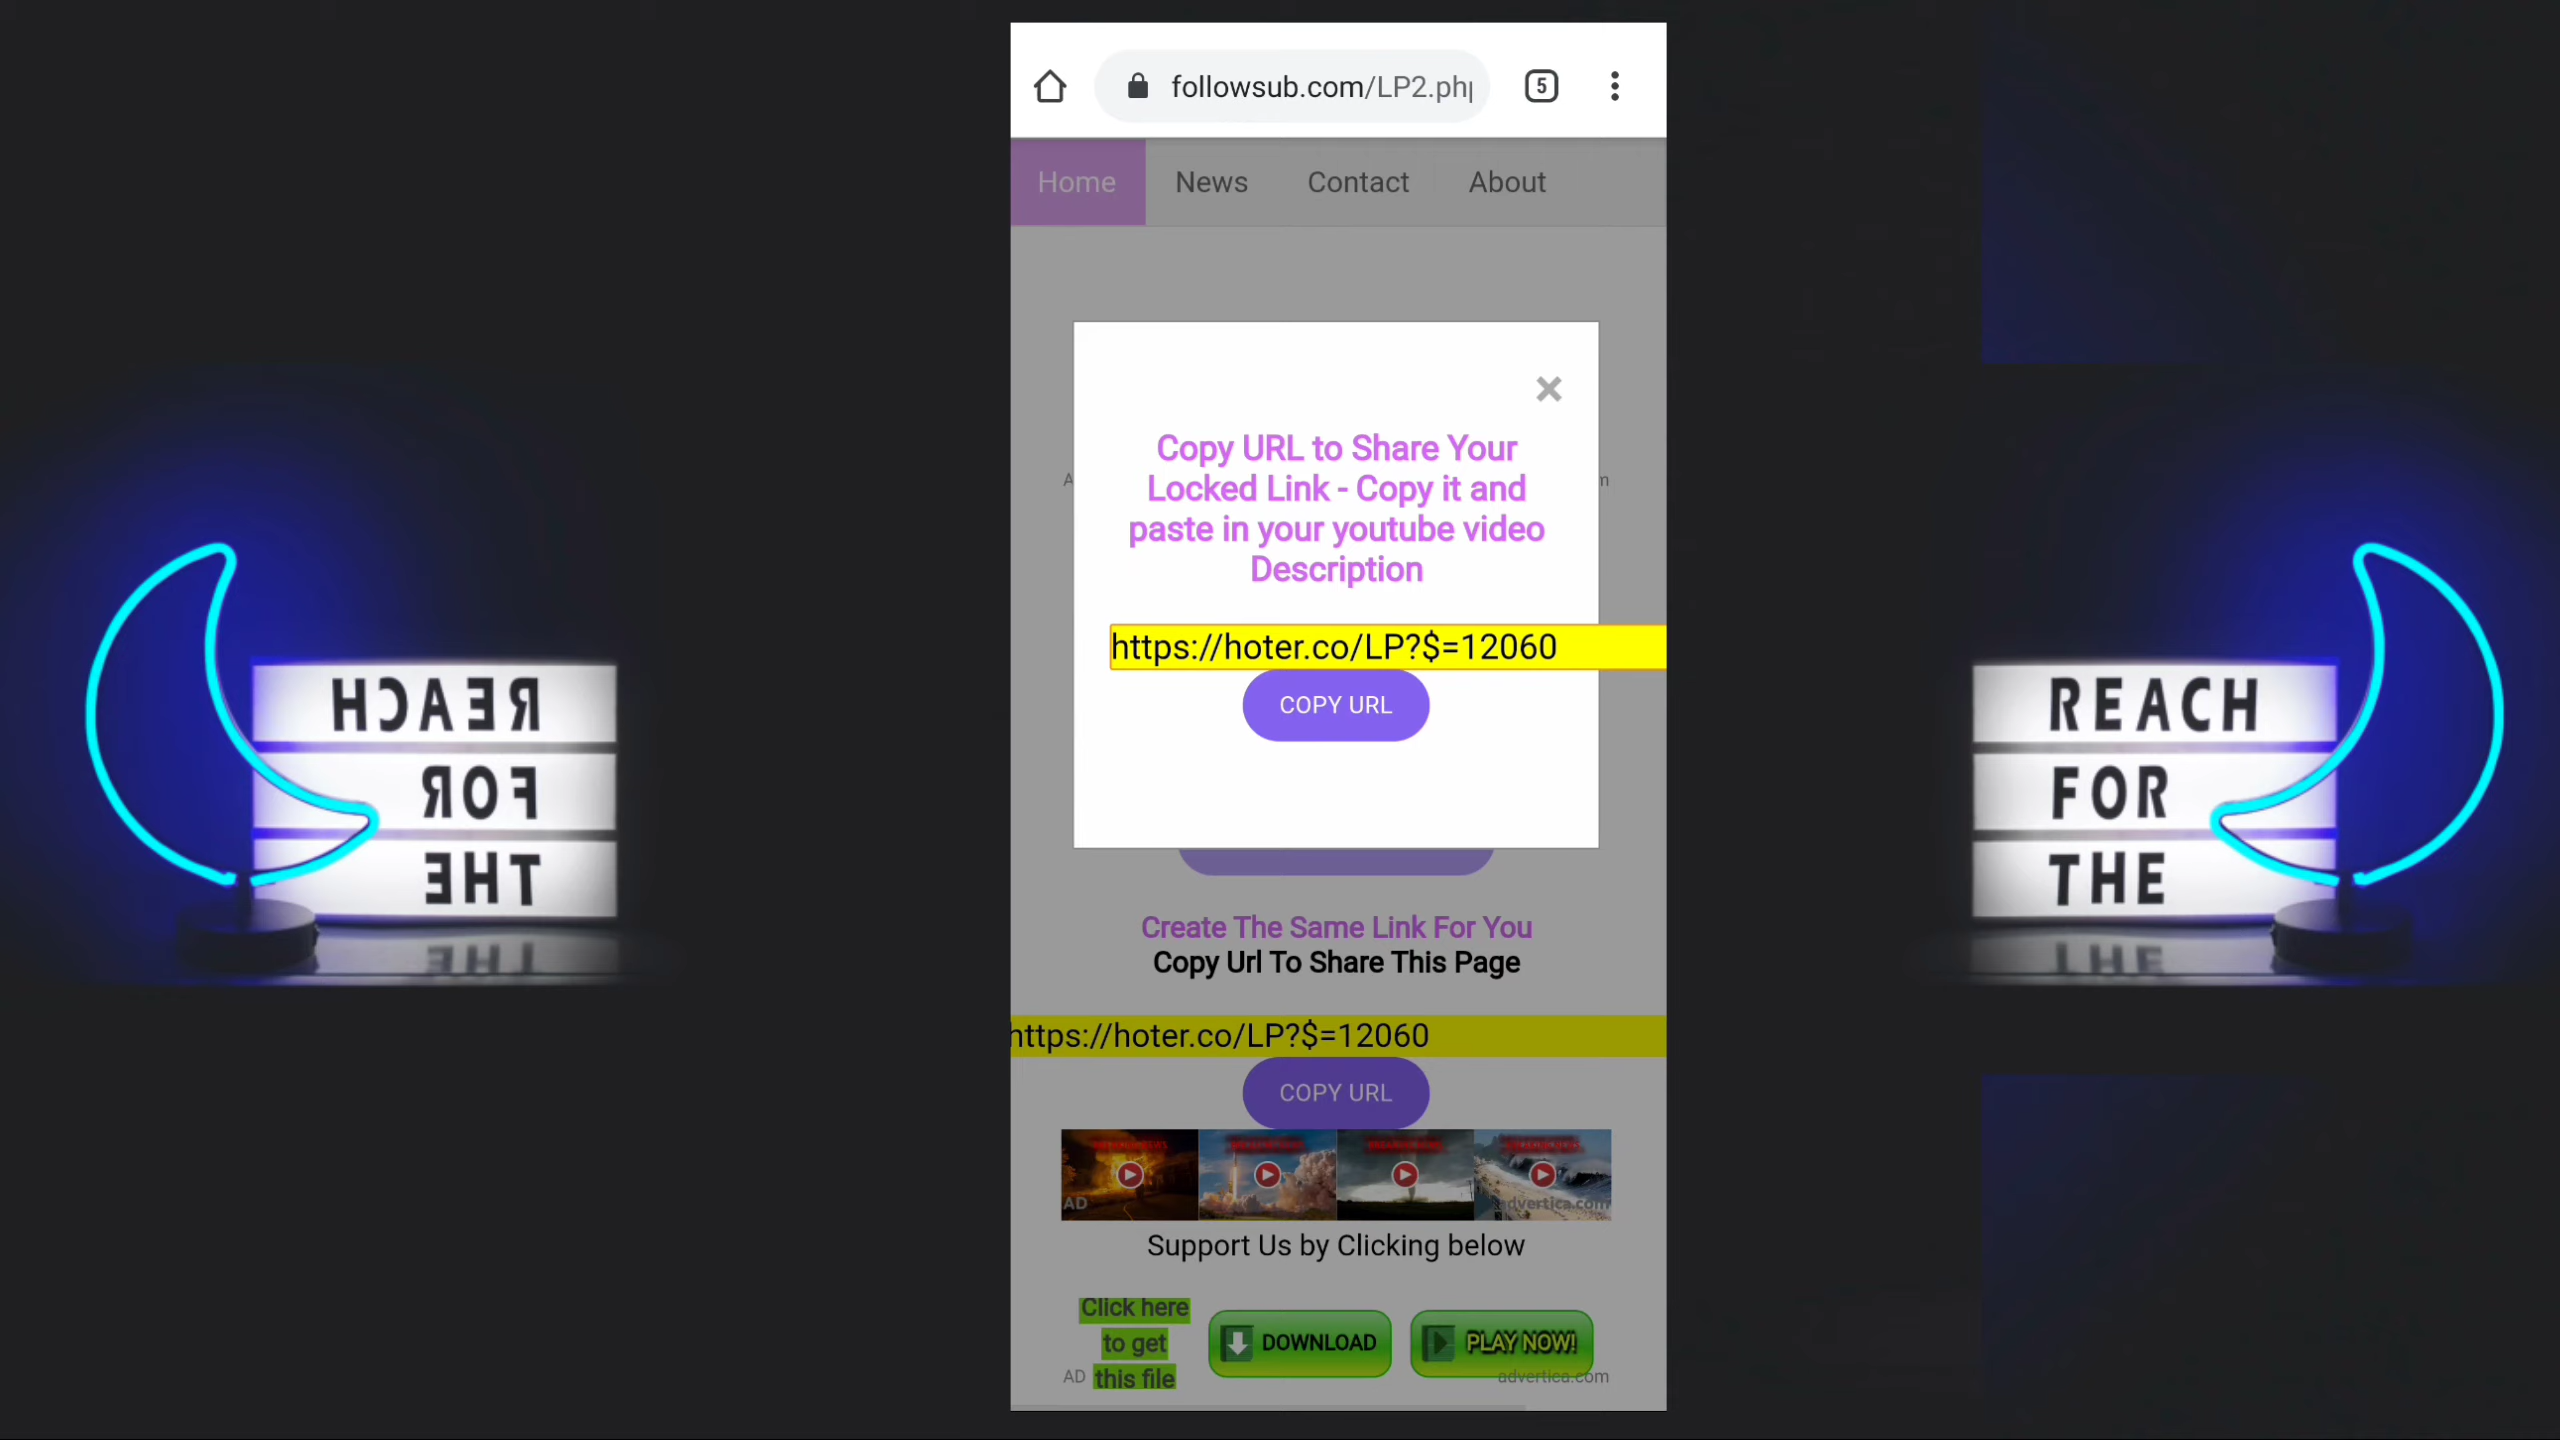 followsub.com/LP2.php
5
Home News Contact About
×
Copy URL to Share Your
Locked Link - Copy it and
paste in your youtube video
Description
https://hoter.co/LP?$=12060
COPY URL
Create The Same Link For You
Copy Url To Share This Page
https://hoter.co/LP?$=12060
COPY URL
AD
advertica.com
Support Us by Clicking below
Click here
to get
this file
DOWNLOAD
PLAY NOW!
AD
advertica.com
REACH
FOR
THE
REACH
FOR
THE